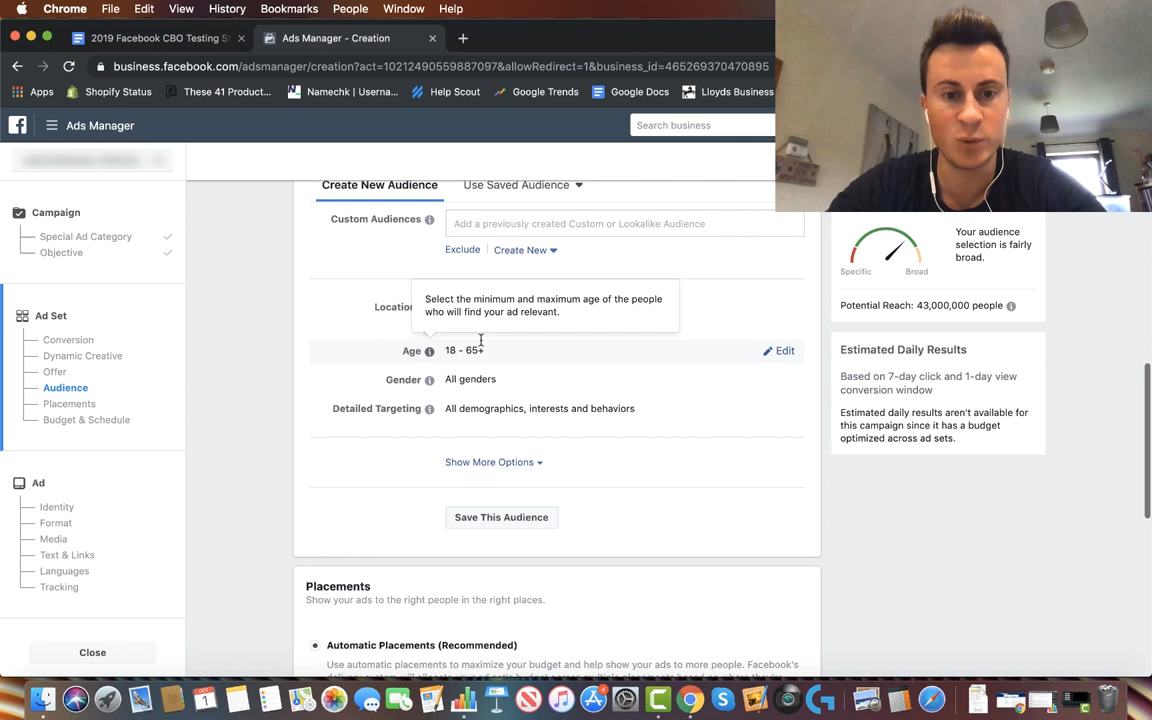 Chrome File Edit View History Bookmarks People Window Help
2019 Facebook CBO Testing S
Ads Manager - Creation
business.facebook.com/adsmanager/creation?act=10212490559887097&allowRedirect=1&business_id=465269370470895
Apps Shopify Status These 41 Product... Namechk | Userna... Help Scout Google Trends Google Docs Lloyds Business
Ads Manager
Search business
Campaign
Special Ad Category
Objective
Ad Set
Conversion
Dynamic Creative
Offer
Audience
Placements
Budget & Schedule
Ad
Identity
Format
Media
Text & Links
Languages
Tracking
Close
Create New Audience Use Saved Audience
Custom Audiences Add a previously created Custom or Lookalike Audience
Exclude Create New
Select the minimum and maximum age of the people
who will find your ad relevant.
Location
Age 18 - 65+ Edit
Gender All genders
Detailed Targeting All demographics, interests and behaviors
Show More Options
Save This Audience
Placements
Show your ads to the right people in the right places.
Automatic Placements (Recommended)
Use automatic placements to maximize your budget and help show your ads to more people. Facebook's
Your audience
selection is fairly
broad.
Specific Broad
Potential Reach: 43,000,000 people
Estimated Daily Results
Based on 7-day click and 1-day view
conversion window
Estimated daily results aren't available for
this campaign since it has a budget
optimized across ad sets.